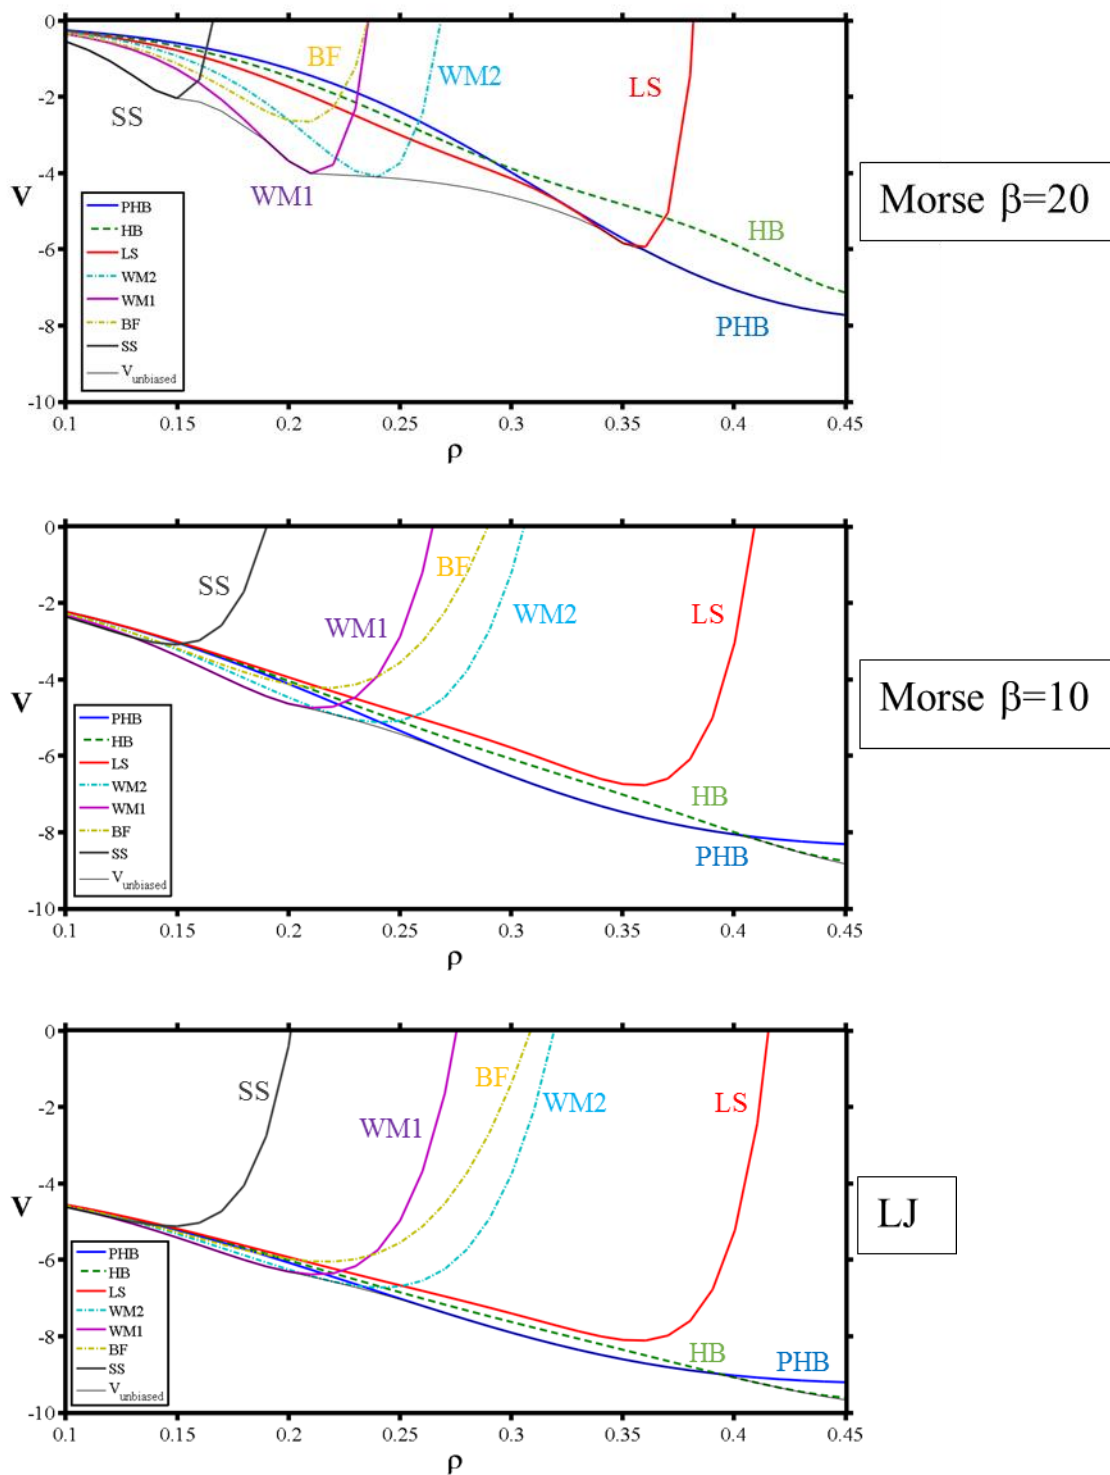 0
-2
-4
-6
-8
-10
V
SS
BF
WM2
WM1
LS
HB
PHB
PHB
HB
LS
WM2
WM1
BF
SS
Vunbiased
0.1 0.15 0.2 0.25 0.3 0.35 0.4 0.45
ρ
Morse β=20
0
-2
-4
-6
-8
-10
V
SS
WM1
BF
WM2
LS
HB
PHB
PHB
HB
LS
WM2
WM1
BF
SS
Vunbiased
0.1 0.15 0.2 0.25 0.3 0.35 0.4 0.45
ρ
Morse β=10
0
-2
-4
-6
-8
-10
V
SS
WM1
BF
WM2
LS
HB
PHB
PHB
HB
LS
WM2
WM1
BF
SS
Vunbiased
0.1 0.15 0.2 0.25 0.3 0.35 0.4 0.45
ρ
LJ